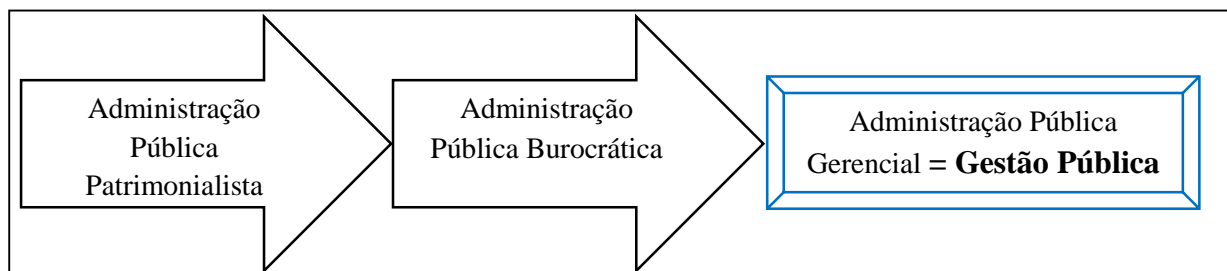 Administração
Pública
Patrimonialista
Administração
Pública Burocrática
Administração Pública
Gerencial = Gestão Pública